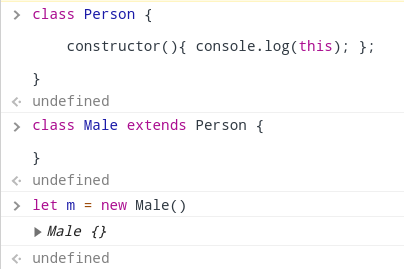 class Person {
constructor(){ console.log(this); };
}
undefined
class Male extends Person {
}
undefined
let m = new Male()
Male {}
undefined